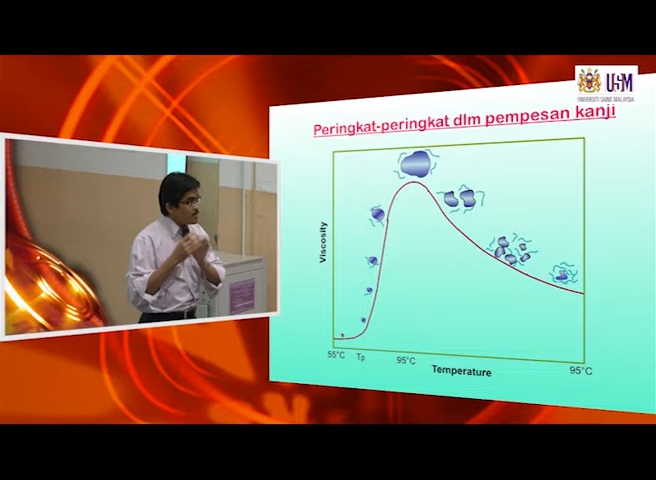 USM
UNIVERSITI SAINS MALAYSIA
Peringkat-peringkat dlm pempesan kanji
Viscosity
55°C Tp 95°C 95°C
Temperature